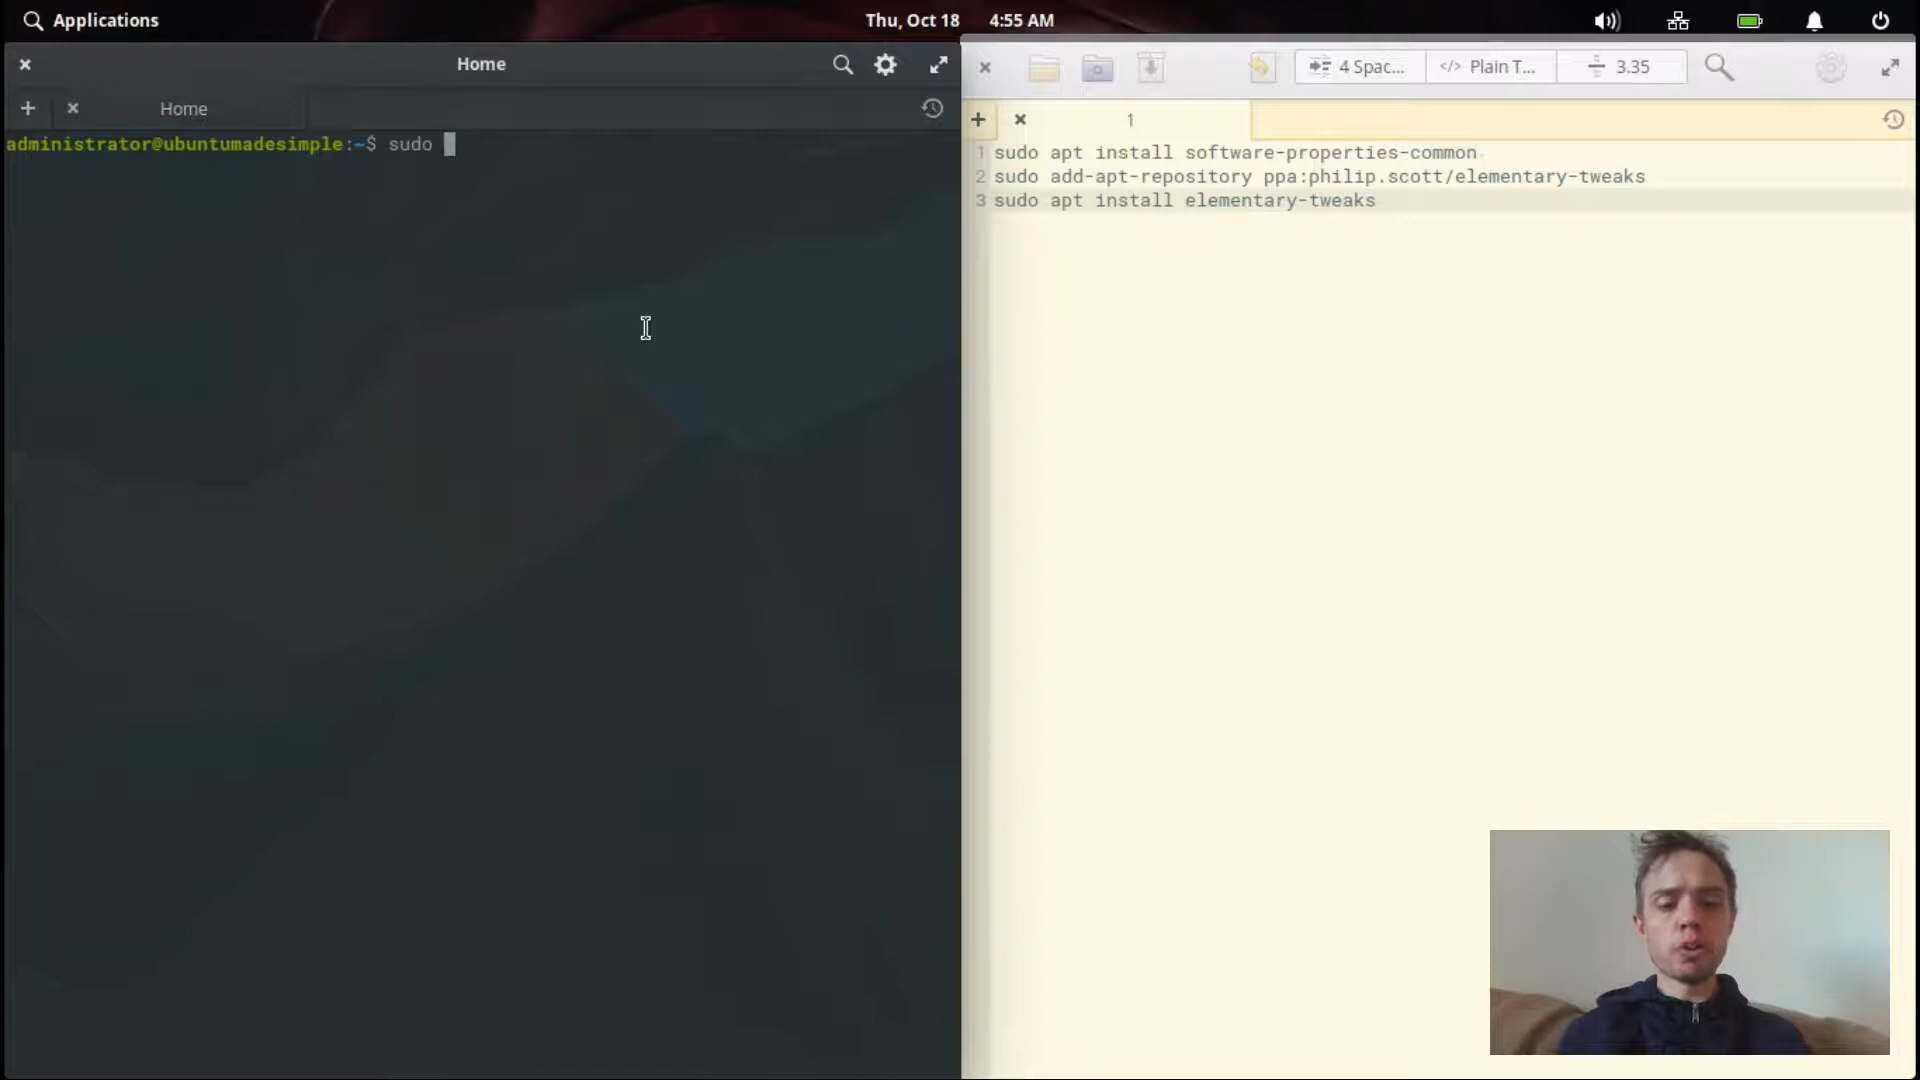 Applications
Thu, Oct 18 4:55 AM
Home
Home
administrator@ubuntumadesimple:~$ sudo
4 Spac...
</> Plain T...
3.35
1
1 sudo apt install software-properties-common
2 sudo add-apt-repository ppa:philip.scott/elementary-tweaks
3 sudo apt install elementary-tweaks